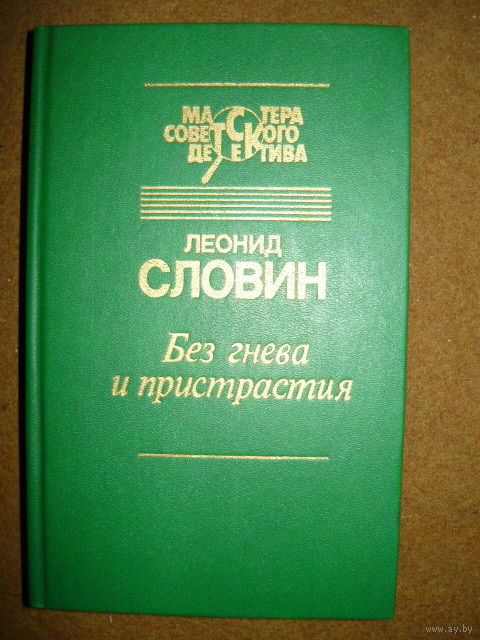 МАСТЕРА
СОВЕТСКОГО
ДЕТЕКТИВА
ЛЕОНИД
СЛОВИН
Без гнева
и пристрастия
www.ay.by